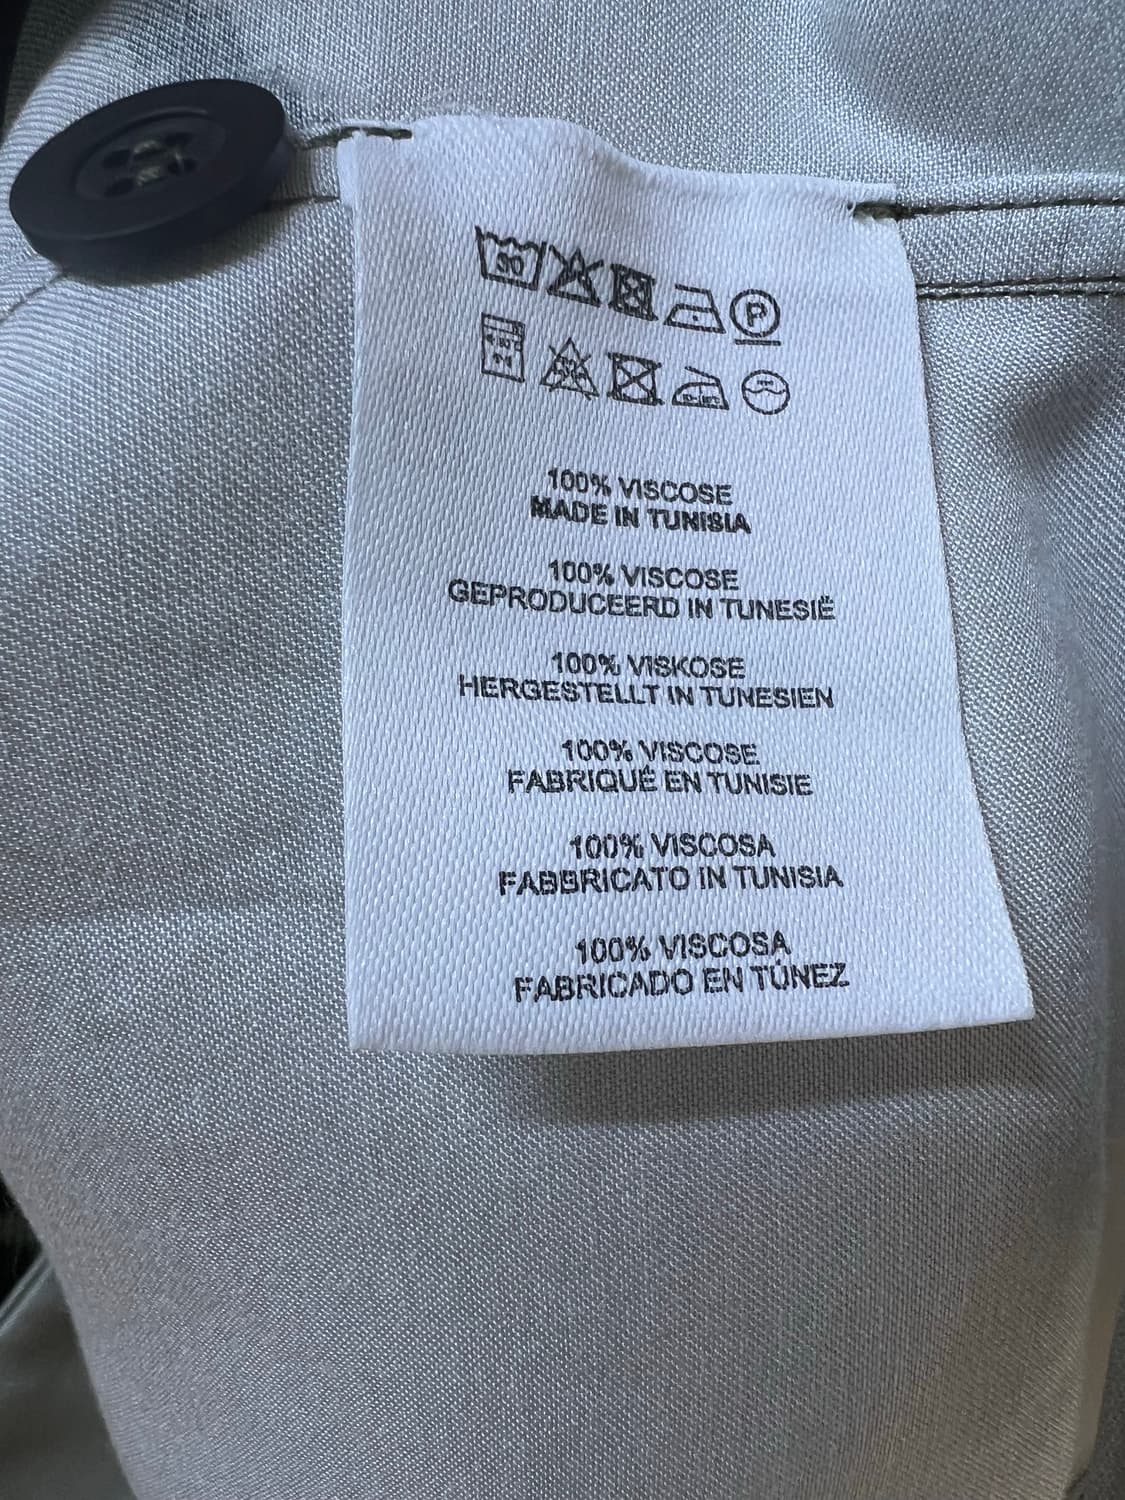 30
P
100% VISCOSE
MADE IN TUNISIA
100% VISCOSE
GEPRODUCEERD IN TUNESIË
100% VISKOSE
HERGESTELLT IN TUNESIEN
100% VISCOSE
FABRIQUÉ EN TUNISIE
100% VISCOSA
FABBRICATO IN TUNISIA
100% VISCOSA
FABRICADO EN TÚNEZ